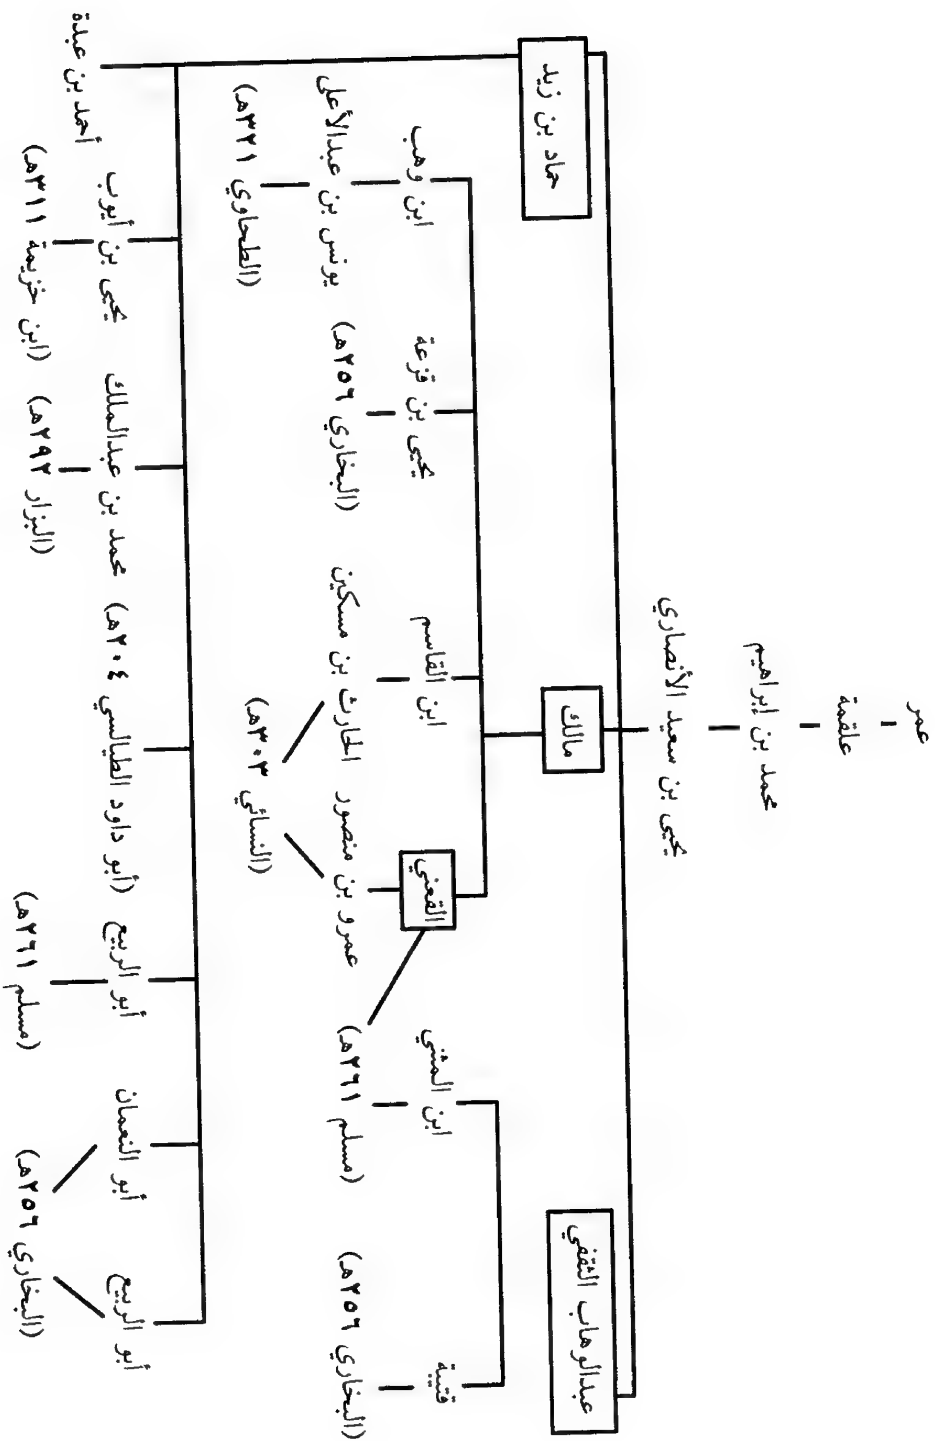 عمر
علقمة
محمد بن إبراهيم
يحيى بن سعيد الأنصاري
عبدالوهاب الثقفي
مالك
حماد بن زيد
قتيبة
ابن المثني
القعني
ابن القاسم
يحيى بن قزعة
ابن وهب
(البخاري ٢٥٦هـ)
(مسلم ٢٦١هـ)
عمرو بن منصور
الحارث بن مسكين
(البخاري ٢٥٦هـ)
يونس بن عبدالأعلى
(النسائي ٣٠٣هـ)
(الطحاوي ٣٢١هـ)
أبو الربيع
أبو النعمان
أبو الربيع
(أبو داود الطيالسي ٢٠٤هـ)
محمد بن عبدالملك
يحيى بن أيوب
أحمد بن عبدة
(البخاري ٢٥٦هـ)
(مسلم ٢٦١هـ)
(البزار ٢٩٢هـ)
(ابن خزيمة ٣١١هـ)